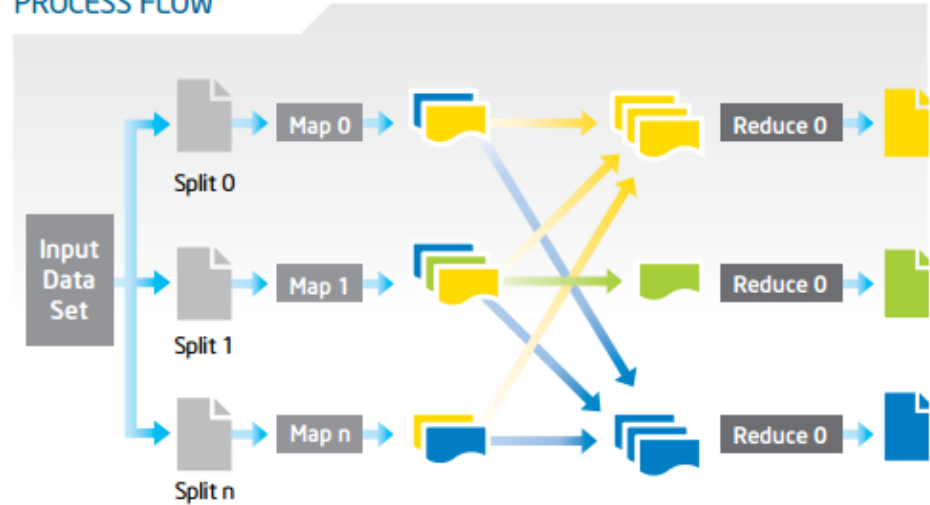 PROCESS FLOW
Map 0
Reduce 0
Split 0
Input
Data
Set
Map 1
Reduce 0
Split 1
Map n
Reduce 0
Split n